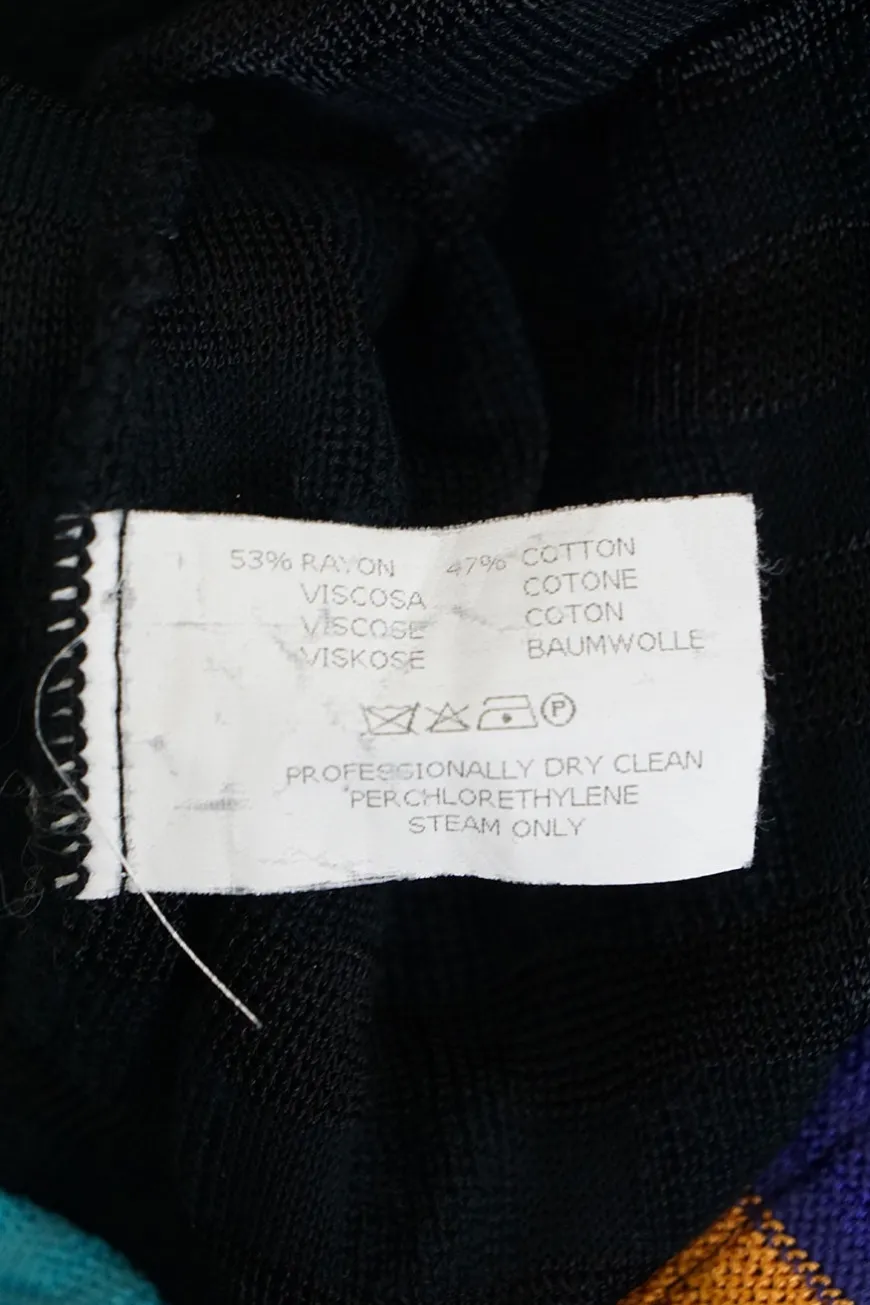 53% RAYON 47% COTTON
VISCOSA COTONE
VISCOSE COTON
VISKOSE BAUMWOLLE
P
PROFESSIONALLY DRY CLEAN
PERCHLORETHYLENE
STEAM ONLY